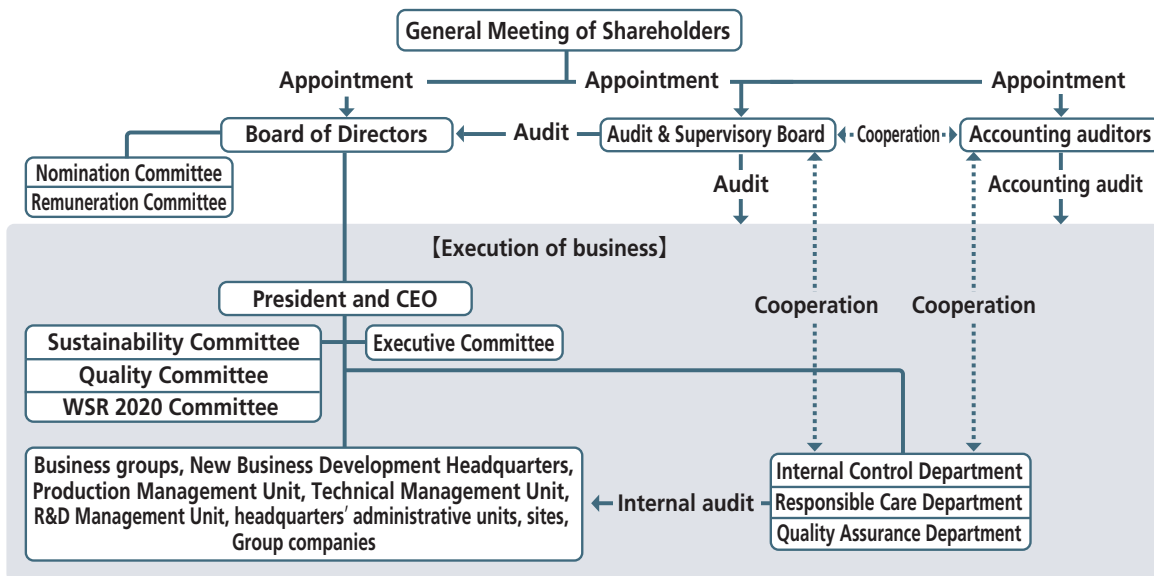 General Meeting of Shareholders
Appointment
Appointment
Appointment
Board of Directors
Audit
Audit & Supervisory Board
Cooperation
Accounting auditors
Nomination Committee
Remuneration Committee
Audit
Accounting audit
【Execution of business】
President and CEO
Cooperation
Cooperation
Sustainability Committee
Executive Committee
Quality Committee
WSR 2020 Committee
Business groups, New Business Development Headquarters,
Production Management Unit, Technical Management Unit,
R&D Management Unit, headquarters' administrative units, sites,
Group companies
Internal audit
Internal Control Department
Responsible Care Department
Quality Assurance Department